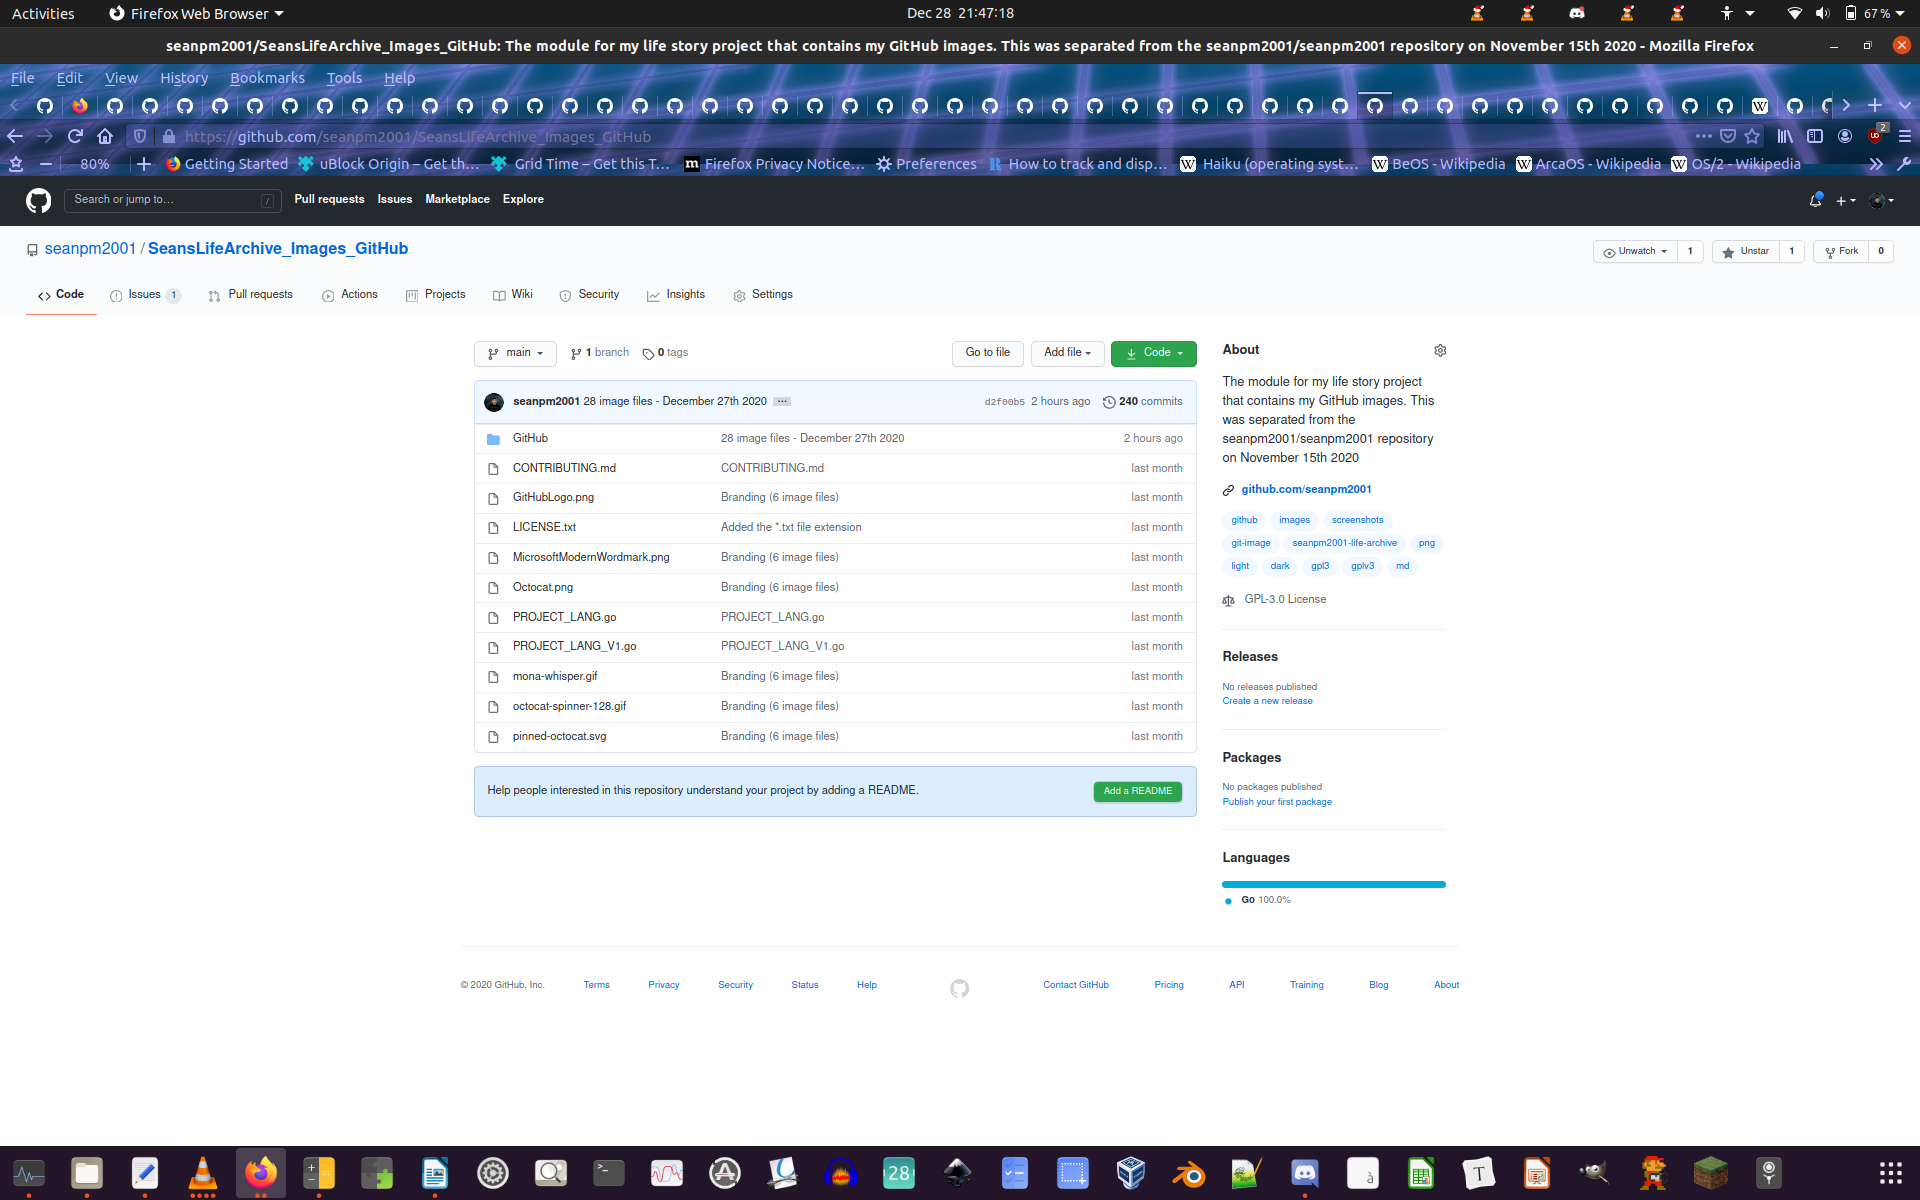 Activities Firefox Web Browser Dec 28 21:47:18 67 %
seanpm2001/SeansLifeArchive_Images_GitHub: The module for my life story project that contains my GitHub images. This was separated from the seanpm2001/seanpm2001 repository on November 15th 2020 - Mozilla Firefox
File Edit View History Bookmarks Tools Help
https://github.com/seanpm2001/SeansLifeArchive_Images_GitHub 2
80% Getting Started uBlock Origin – Get th… Grid Time – Get this T… Firefox Privacy Notice… Preferences How to track and disp… Haiku (operating syst… BeOS - Wikipedia ArcaOS - Wikipedia OS/2 - Wikipedia
Search or jump to… / Pull requests Issues Marketplace Explore
seanpm2001 / SeansLifeArchive_Images_GitHub Unwatch 1 Unstar 1 Fork 0
Code Issues 1 Pull requests Actions Projects Wiki Security Insights Settings
main 1 branch 0 tags Go to file Add file Code
seanpm2001 28 image files - December 27th 2020 ... d2f00b5 2 hours ago 240 commits
GitHub 28 image files - December 27th 2020 2 hours ago
CONTRIBUTING.md CONTRIBUTING.md last month
GitHubLogo.png Branding (6 image files) last month
LICENSE.txt Added the *.txt file extension last month
MicrosoftModernWordmark.png Branding (6 image files) last month
Octocat.png Branding (6 image files) last month
PROJECT_LANG.go PROJECT_LANG.go last month
PROJECT_LANG_V1.go PROJECT_LANG_V1.go last month
mona-whisper.gif Branding (6 image files) last month
octocat-spinner-128.gif Branding (6 image files) last month
pinned-octocat.svg Branding (6 image files) last month
Help people interested in this repository understand your project by adding a README. Add a README
About
The module for my life story project
that contains my GitHub images. This
was separated from the
seanpm2001/seanpm2001 repository
on November 15th 2020
github.com/seanpm2001
github images screenshots
git-image seanpm2001-life-archive png
light dark gpl3 gplv3 md
GPL-3.0 License
Releases
No releases published
Create a new release
Packages
No packages published
Publish your first package
Languages
Go 100.0%
© 2020 GitHub, Inc. Terms Privacy Security Status Help Contact GitHub Pricing API Training Blog About
28